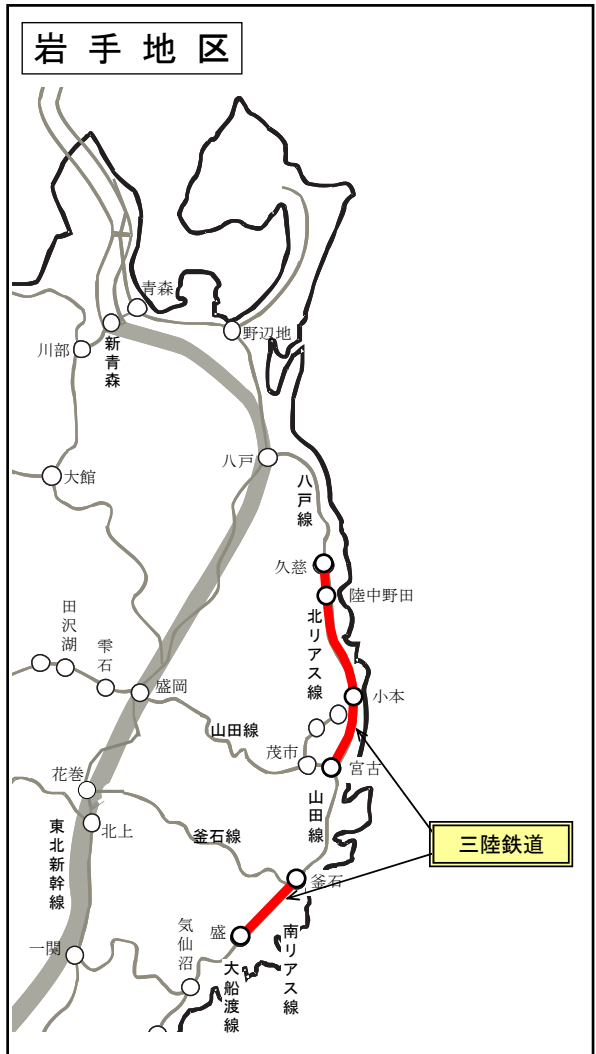 岩手地区
青森
新青森
野辺地
川部
八戸
大館
八戸線
久慈
陸中野田
北リアス線
田沢湖
雫石
盛岡
小本
山田線
茂市
宮古
花巻
山田線
北上
東北新幹線
釜石線
三陸鉄道
釜石
気仙沼
盛
南リアス線
一関
大船渡線